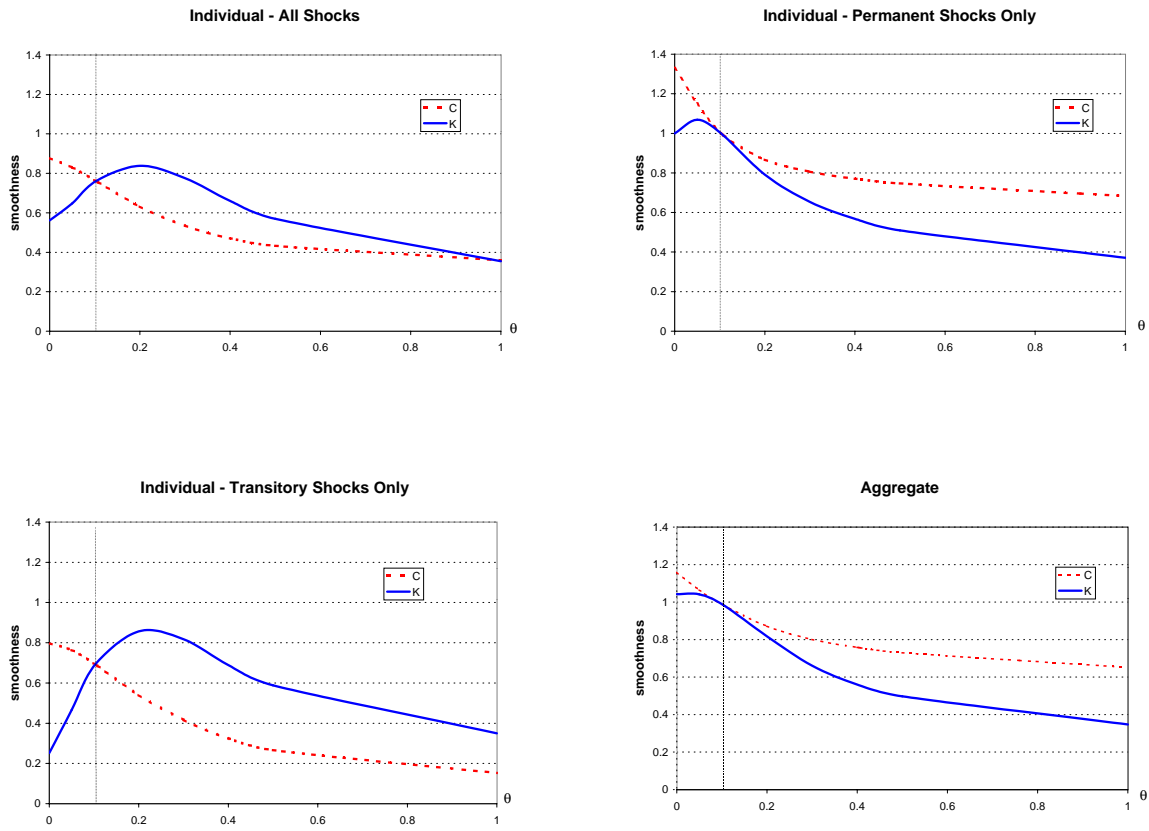 Individual - All Shocks
1.4
1.2
1
0.8
0.6
0.4
0.2
0
smoothness
C
K
0
0.2
0.4
0.6
0.8
1
θ
Individual - Permanent Shocks Only
1.4
1.2
1
0.8
0.6
0.4
0.2
0
smoothness
C
K
0
0.2
0.4
0.6
0.8
1
θ
Individual - Transitory Shocks Only
1.4
1.2
1
0.8
0.6
0.4
0.2
0
smoothness
C
K
0
0.2
0.4
0.6
0.8
1
θ
Aggregate
1.4
1.2
1
0.8
0.6
0.4
0.2
0
smoothness
C
K
0
0.2
0.4
0.6
0.8
1
θ